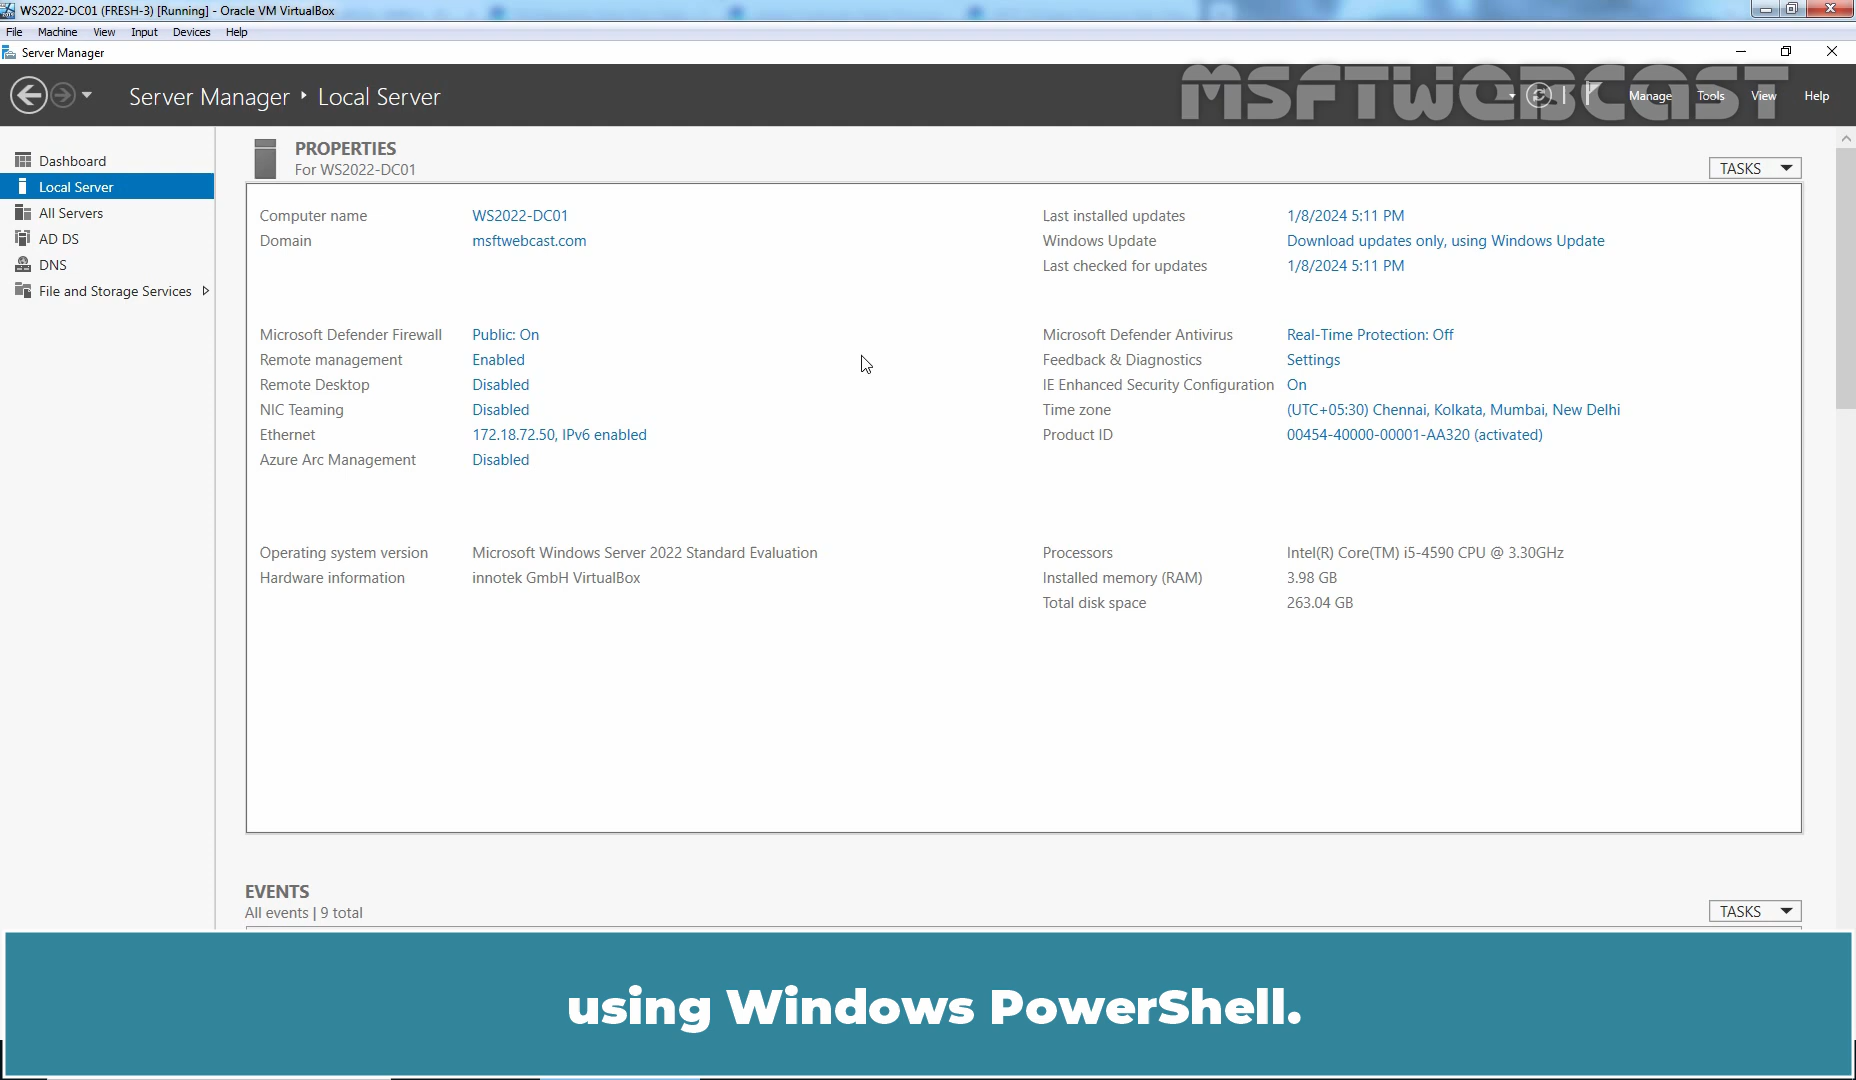 WS2022-DC01 (FRESH-3) [Running] - Oracle VM VirtualBox
File Machine View Input Devices Help
Server Manager
Server Manager ‣ Local Server
MSFTWEBCAST
Manage Tools View Help
Dashboard
Local Server
All Servers
AD DS
DNS
File and Storage Services
PROPERTIES
For WS2022-DC01
TASKS
Computer name WS2022-DC01
Domain msftwebcast.com
Last installed updates 1/8/2024 5:11 PM
Windows Update Download updates only, using Windows Update
Last checked for updates 1/8/2024 5:11 PM
Microsoft Defender Firewall Public: On
Remote management Enabled
Remote Desktop Disabled
NIC Teaming Disabled
Ethernet 172.18.72.50, IPv6 enabled
Azure Arc Management Disabled
Microsoft Defender Antivirus Real-Time Protection: Off
Feedback & Diagnostics Settings
IE Enhanced Security Configuration On
Time zone (UTC+05:30) Chennai, Kolkata, Mumbai, New Delhi
Product ID 00454-40000-00001-AA320 (activated)
Operating system version Microsoft Windows Server 2022 Standard Evaluation
Hardware information innotek GmbH VirtualBox
Processors Intel(R) Core(TM) i5-4590 CPU @ 3.30GHz
Installed memory (RAM) 3.98 GB
Total disk space 263.04 GB
EVENTS
All events | 9 total
TASKS
using Windows PowerShell.